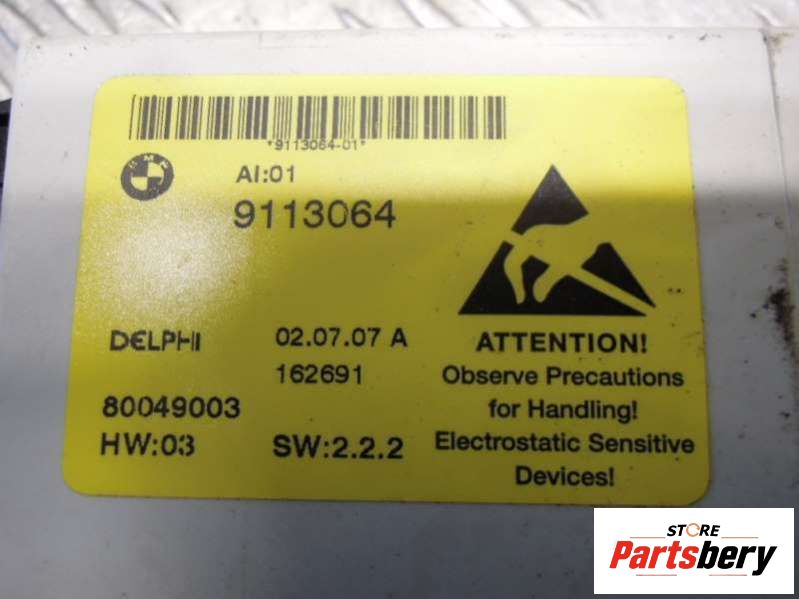 *9113064-01*
BMW
AI:01
9113064
DELPHI
02.07.07 A
162691
80049003
HW:03
SW:2.2.2
ATTENTION!
Observe Precautions
for Handling!
Electrostatic Sensitive
Devices!
STORE
Partsbery